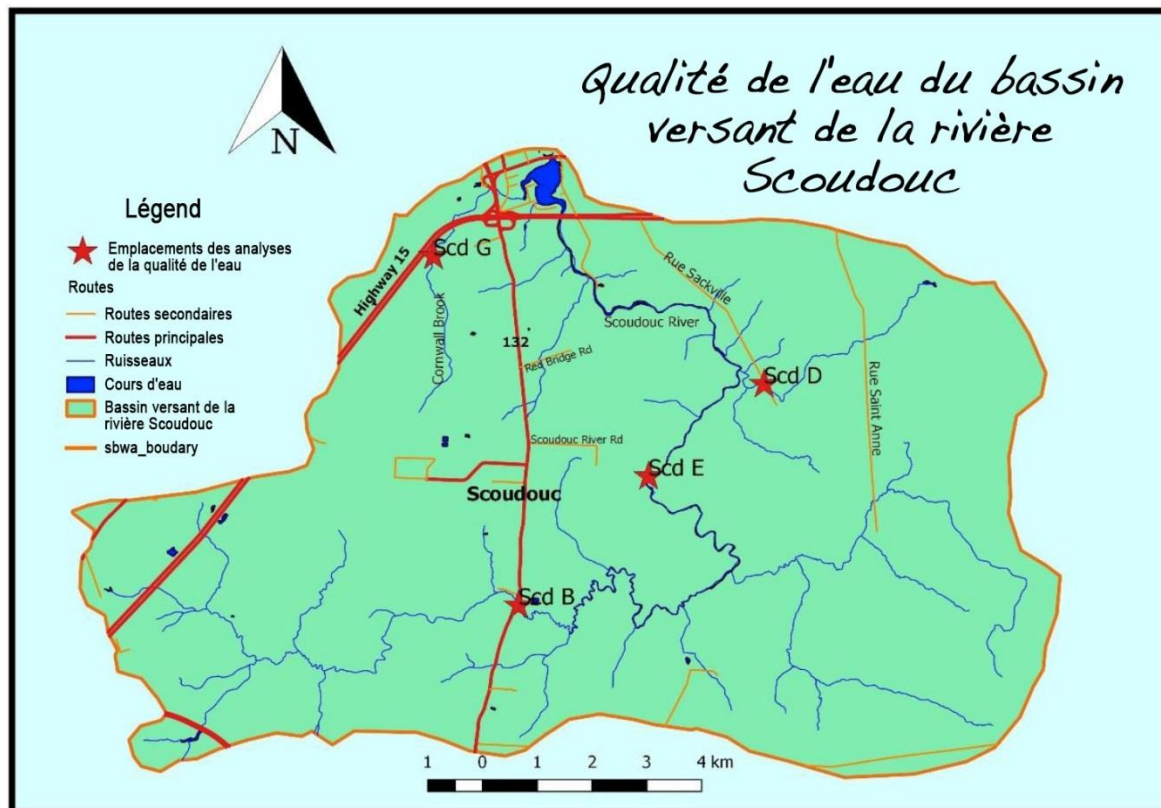 Qualité de l'eau du bassin
versant de la rivière
Scoudouc
N
Légend
Emplacements des analyses
de la qualité de l'eau
Routes
Routes secondaires
Routes principales
Ruisseaux
Cours d'eau
Bassin versant de la
rivière Scoudouc
sbwa_boudary
Scd G
Highway 15
Cornwall Brook
132
Red Bridge Rd
Scoudouc River
Rue Sackville
Scd D
Rue Saint Anne
Scoudouc River Rd
Scd E
Scoudouc
Scd B
1 0 1 2 3 4 km